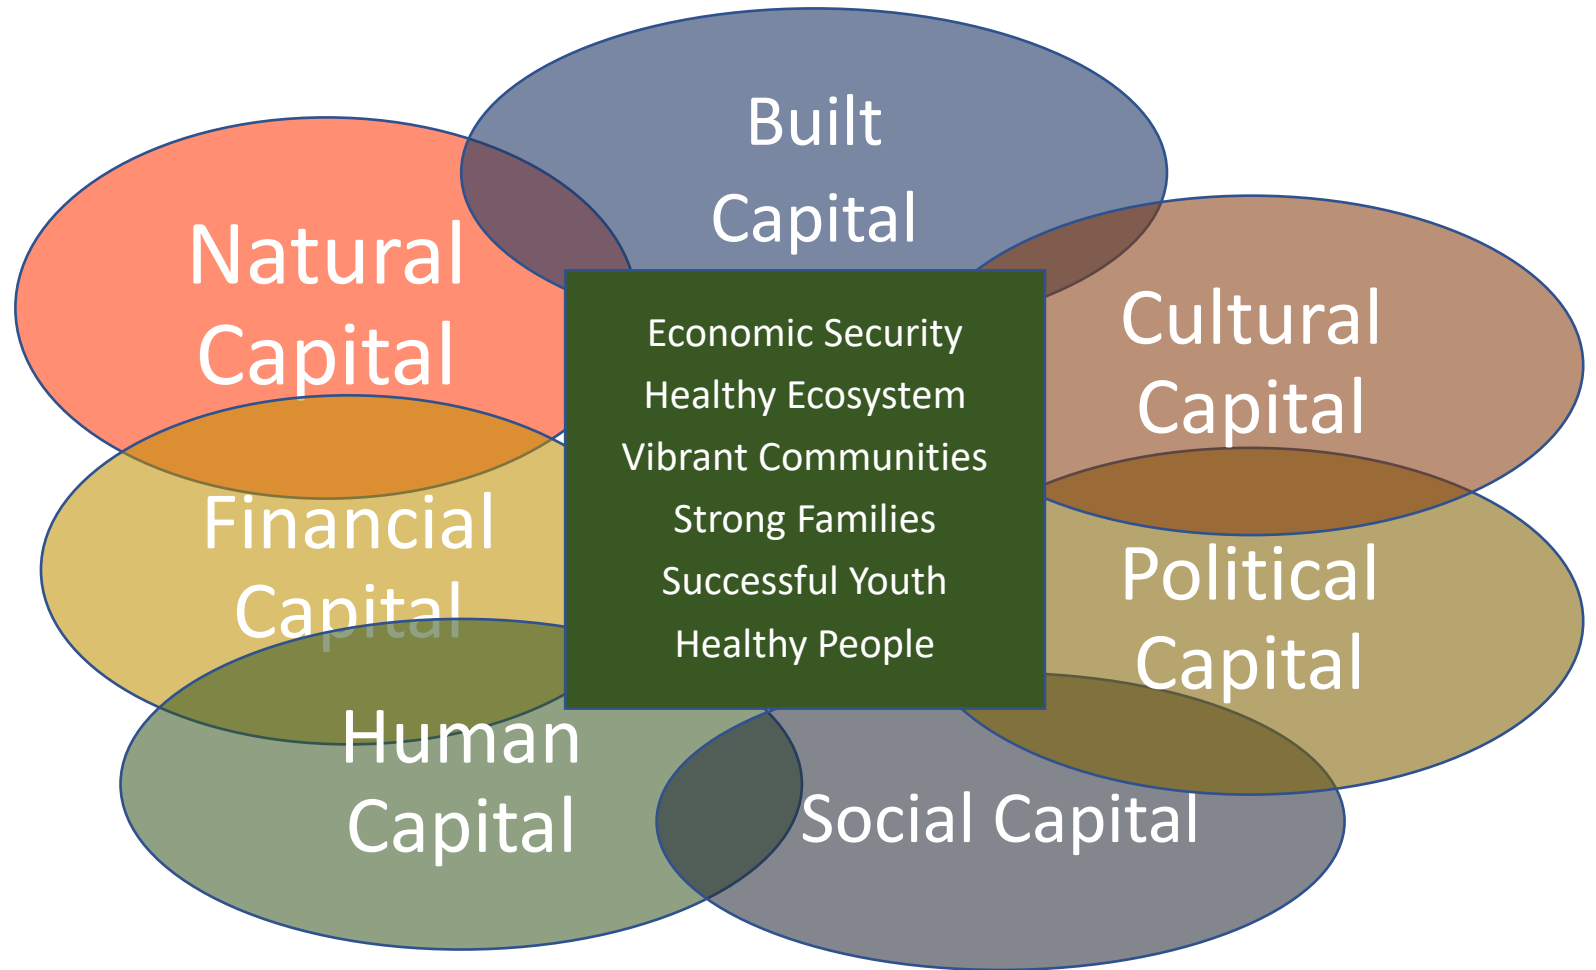 Built
Capital
Natural
Capital
Cultural
Capital
Economic Security
Healthy Ecosystem
Vibrant Communities
Strong Families
Successful Youth
Healthy People
Financial
Capital
Political
Capital
Human
Capital
Social Capital